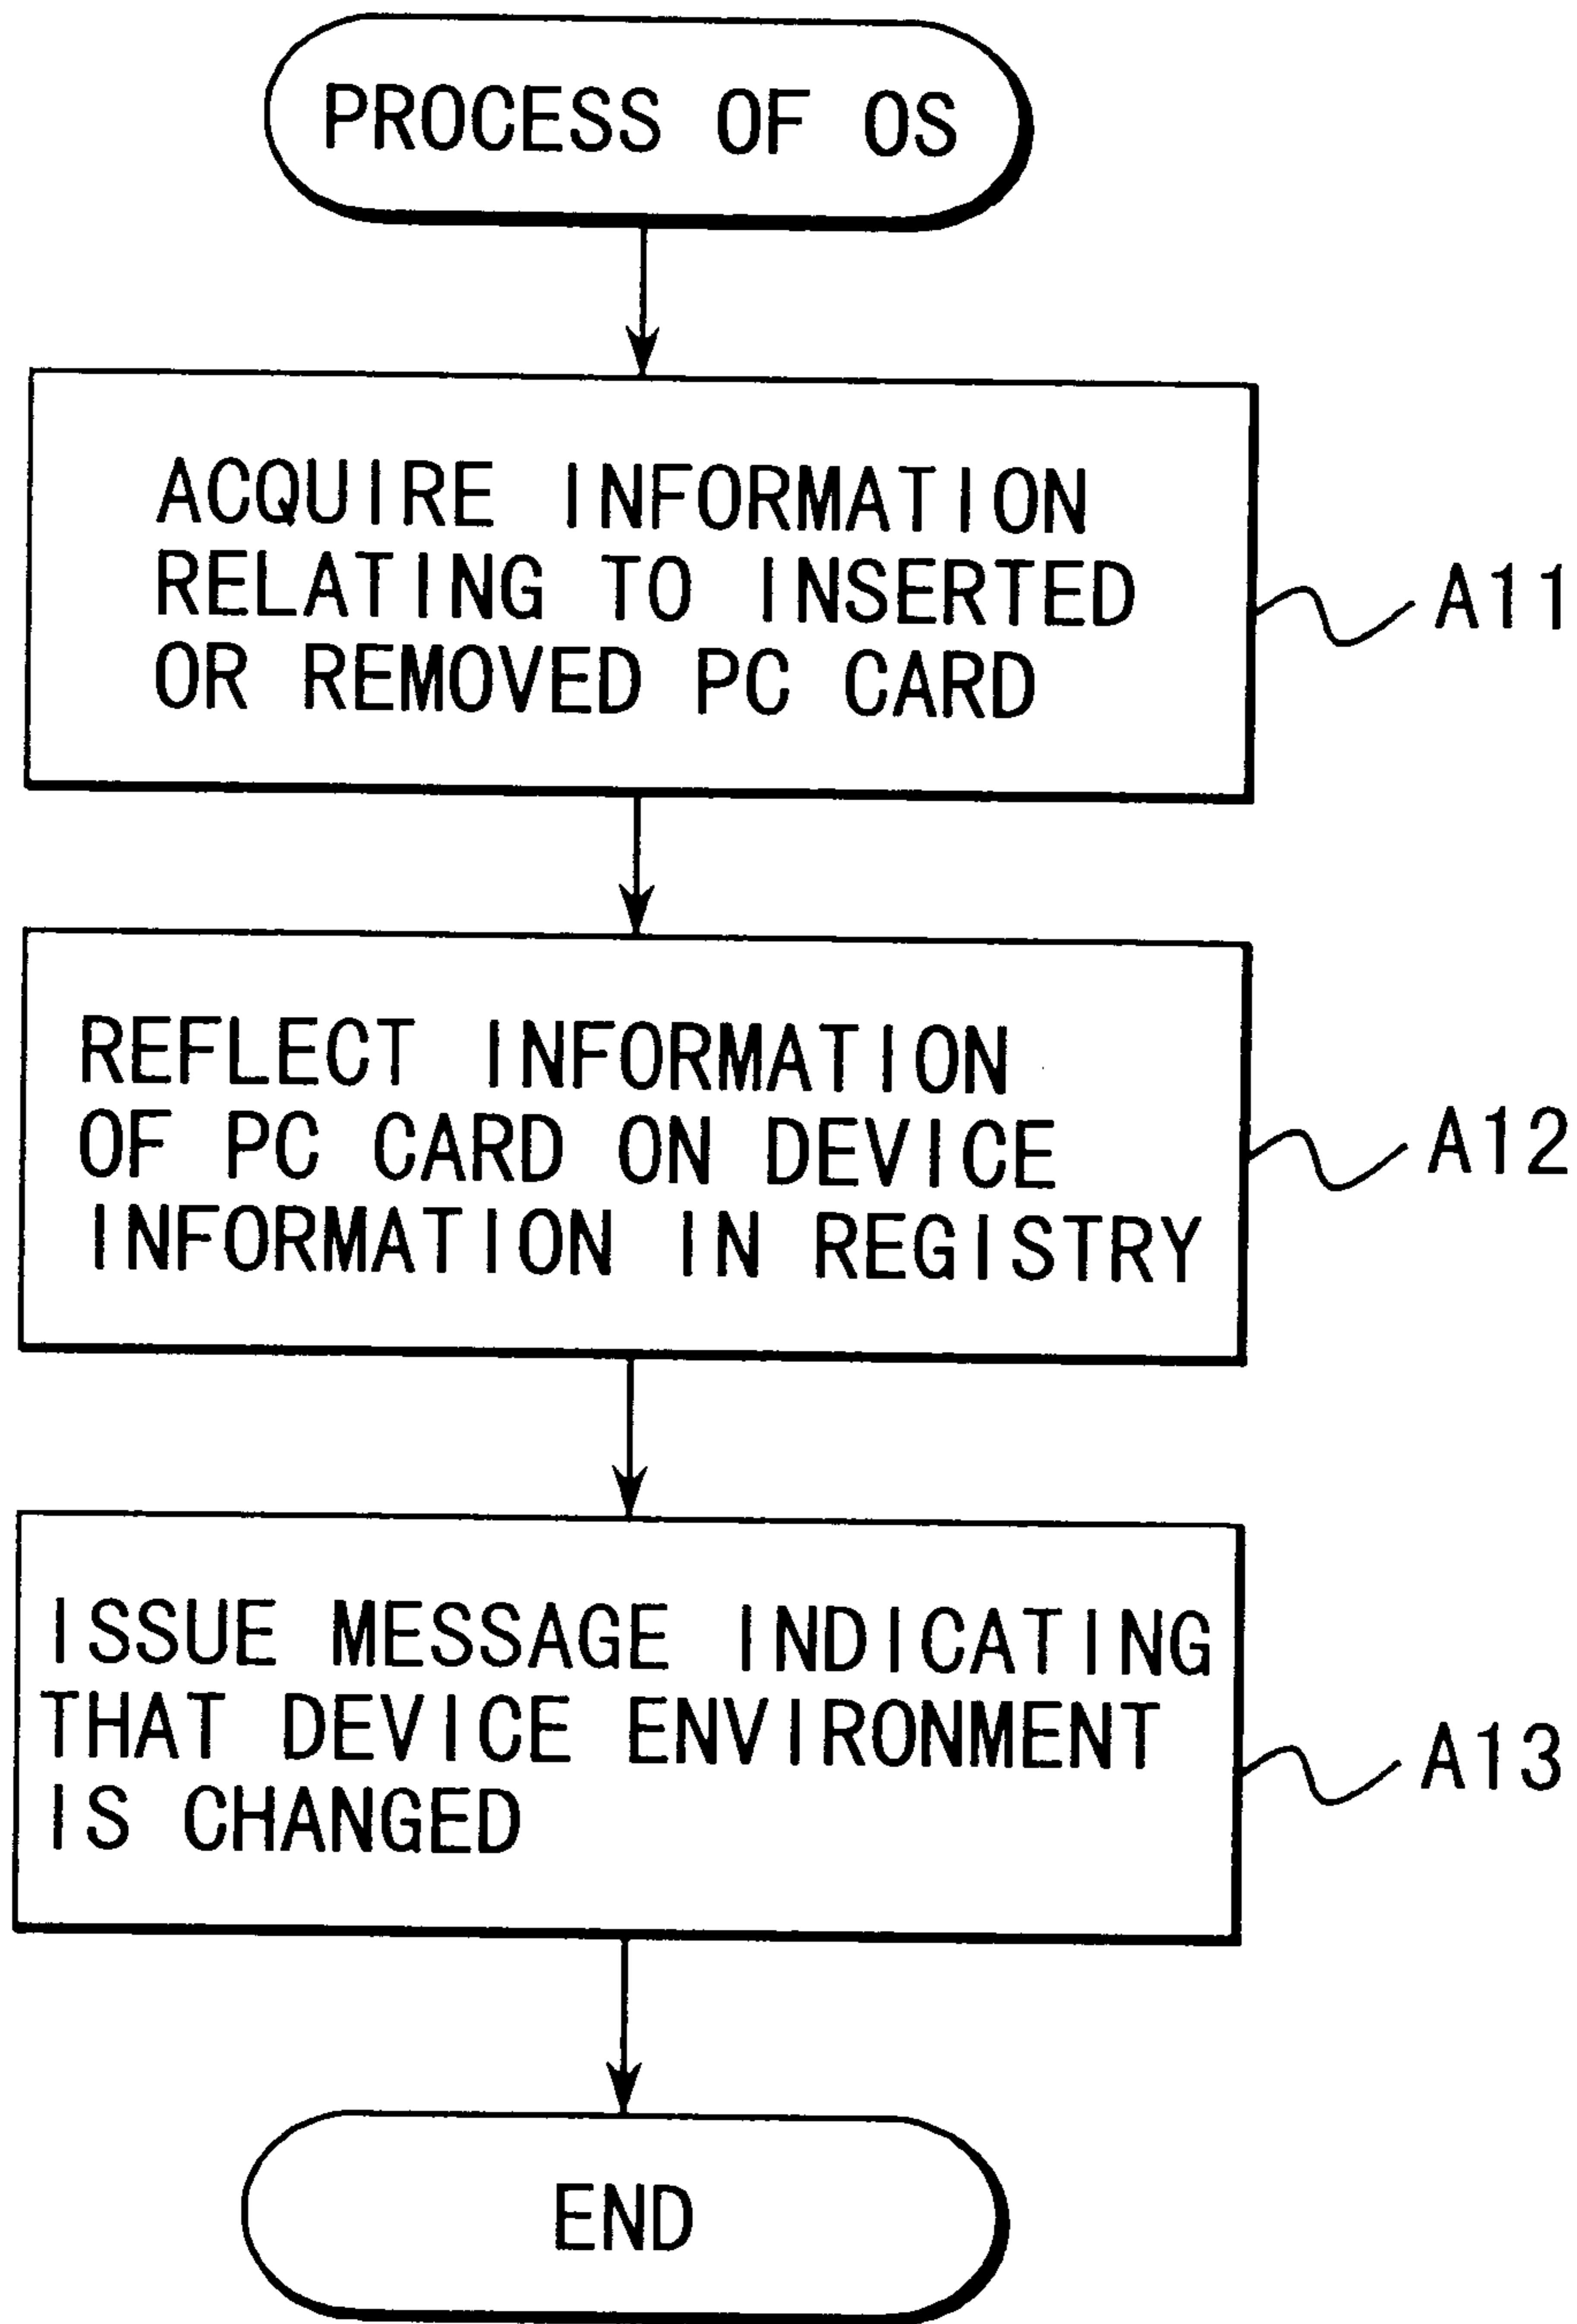 PROCESS OF OS
ACQUIRE INFORMATION
RELATING TO INSERTED
OR REMOVED PC CARD
A11
REFLECT INFORMATION
OF PC CARD ON DEVICE
INFORMATION IN REGISTRY
A12
ISSUE MESSAGE INDICATING
THAT DEVICE ENVIRONMENT
IS CHANGED
A13
END